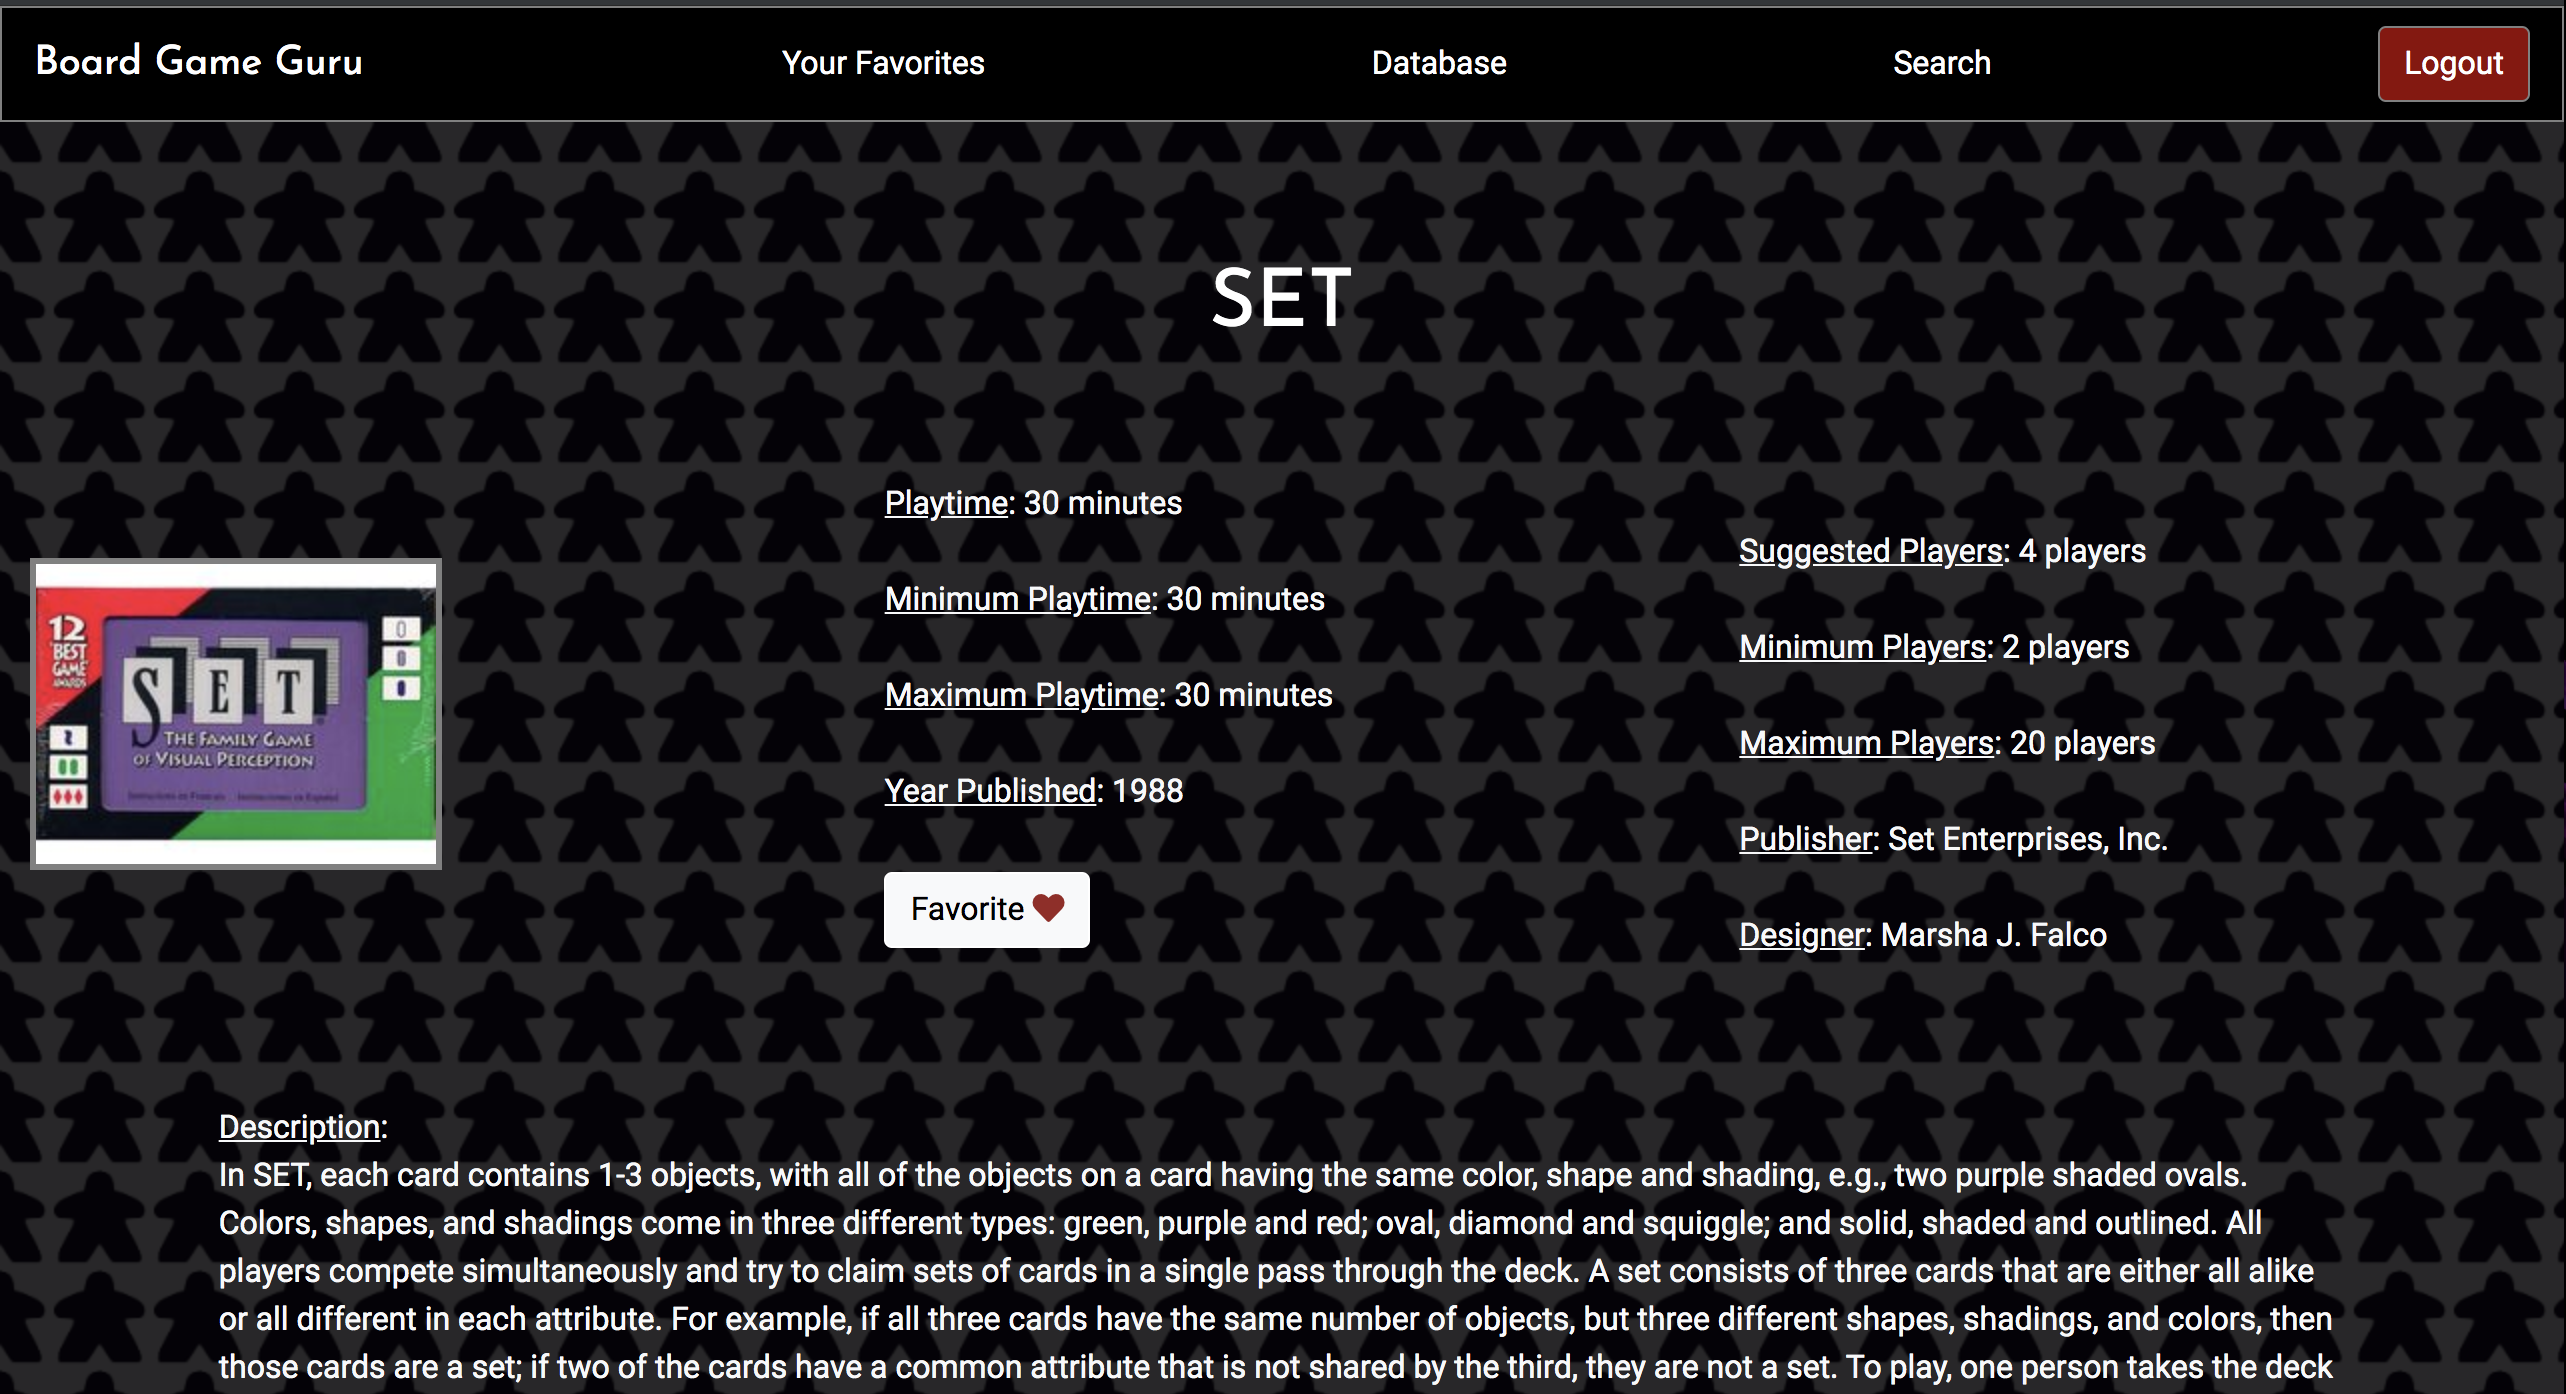 Board Game Guru
Your Favorites
Database
Search
Logout
SET
12
"BEST
GAME"
AWARDS
SET
THE FAMILY GAME
OF VISUAL PERCEPTION
Playtime: 30 minutes
Minimum Playtime: 30 minutes
Maximum Playtime: 30 minutes
Year Published: 1988
Favorite
Suggested Players: 4 players
Minimum Players: 2 players
Maximum Players: 20 players
Publisher: Set Enterprises, Inc.
Designer: Marsha J. Falco
Description:
In SET, each card contains 1-3 objects, with all of the objects on a card having the same color, shape and shading, e.g., two purple shaded ovals.
Colors, shapes, and shadings come in three different types: green, purple and red; oval, diamond and squiggle; and solid, shaded and outlined. All
players compete simultaneously and try to claim sets of cards in a single pass through the deck. A set consists of three cards that are either all alike
or all different in each attribute. For example, if all three cards have the same number of objects, but three different shapes, shadings, and colors, then
those cards are a set; if two of the cards have a common attribute that is not shared by the third, they are not a set. To play, one person takes the deck